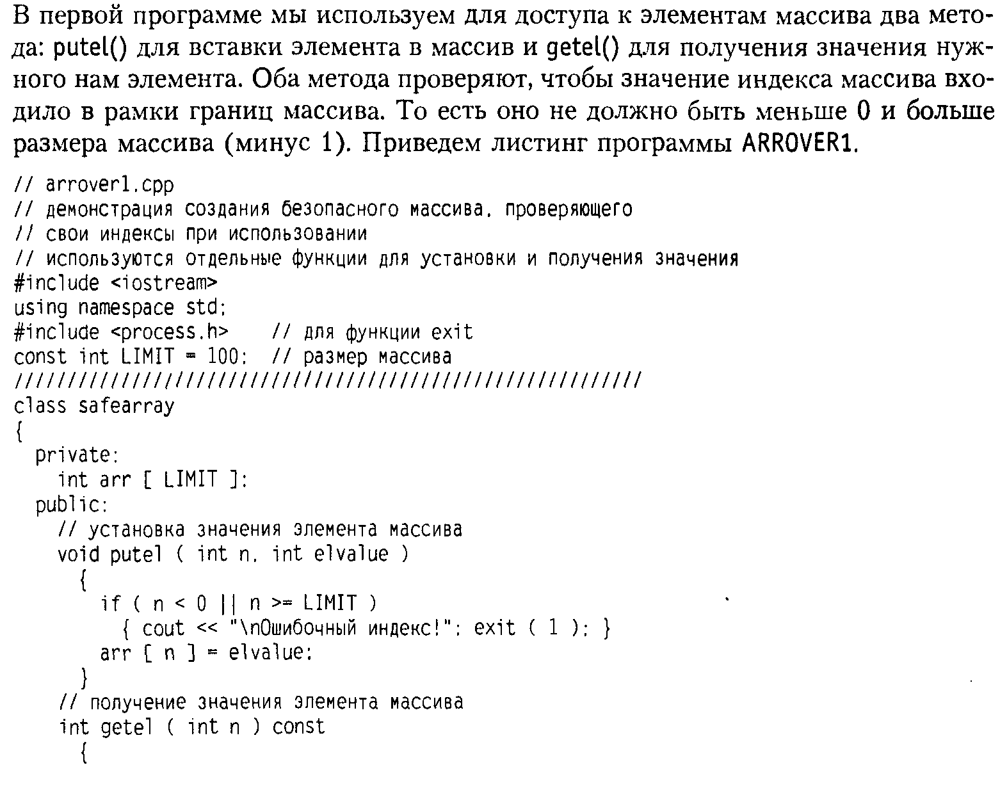 В первой программе мы используем для доступа к элементам массива два мето-
да: putel() для вставки элемента в массив и getel() для получения значения нуж-
ного нам элемента. Оба метода проверяют, чтобы значение индекса массива вхо-
дило в рамки границ массива. То есть оно не должно быть меньше 0 и больше
размера массива (минус 1). Приведем листинг программы ARROVER1.
// arrover1.cpp
// демонстрация создания безопасного массива, проверяющего
// свои индексы при использовании
// используются отдельные функции для установки и получения значения
#include <iostream>
using namespace std;
#include <process.h>    // для функции exit
const int LIMIT = 100;  // размер массива
///////////////////////////////////////////////////////////
class safearray
{
  private:
    int arr [ LIMIT ];
  public:
    // установка значения элемента массива
    void putel ( int n, int elvalue )
      {
        if ( n < 0 || n >= LIMIT )
          { cout << "\nОшибочный индекс!"; exit ( 1 ); }
        arr [ n ] = elvalue;
      }
    // получение значения элемента массива
    int getel ( int n ) const
      {